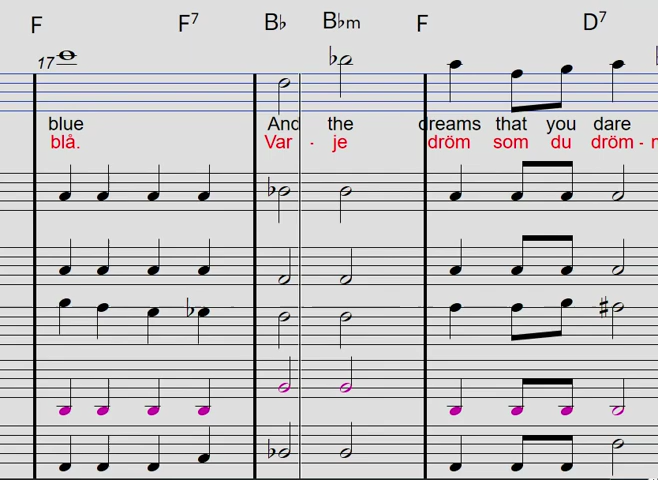 F F7 B♭ B♭m F D7
17
blue And the dreams that you dare
blå. Var - je dröm som du dröm -